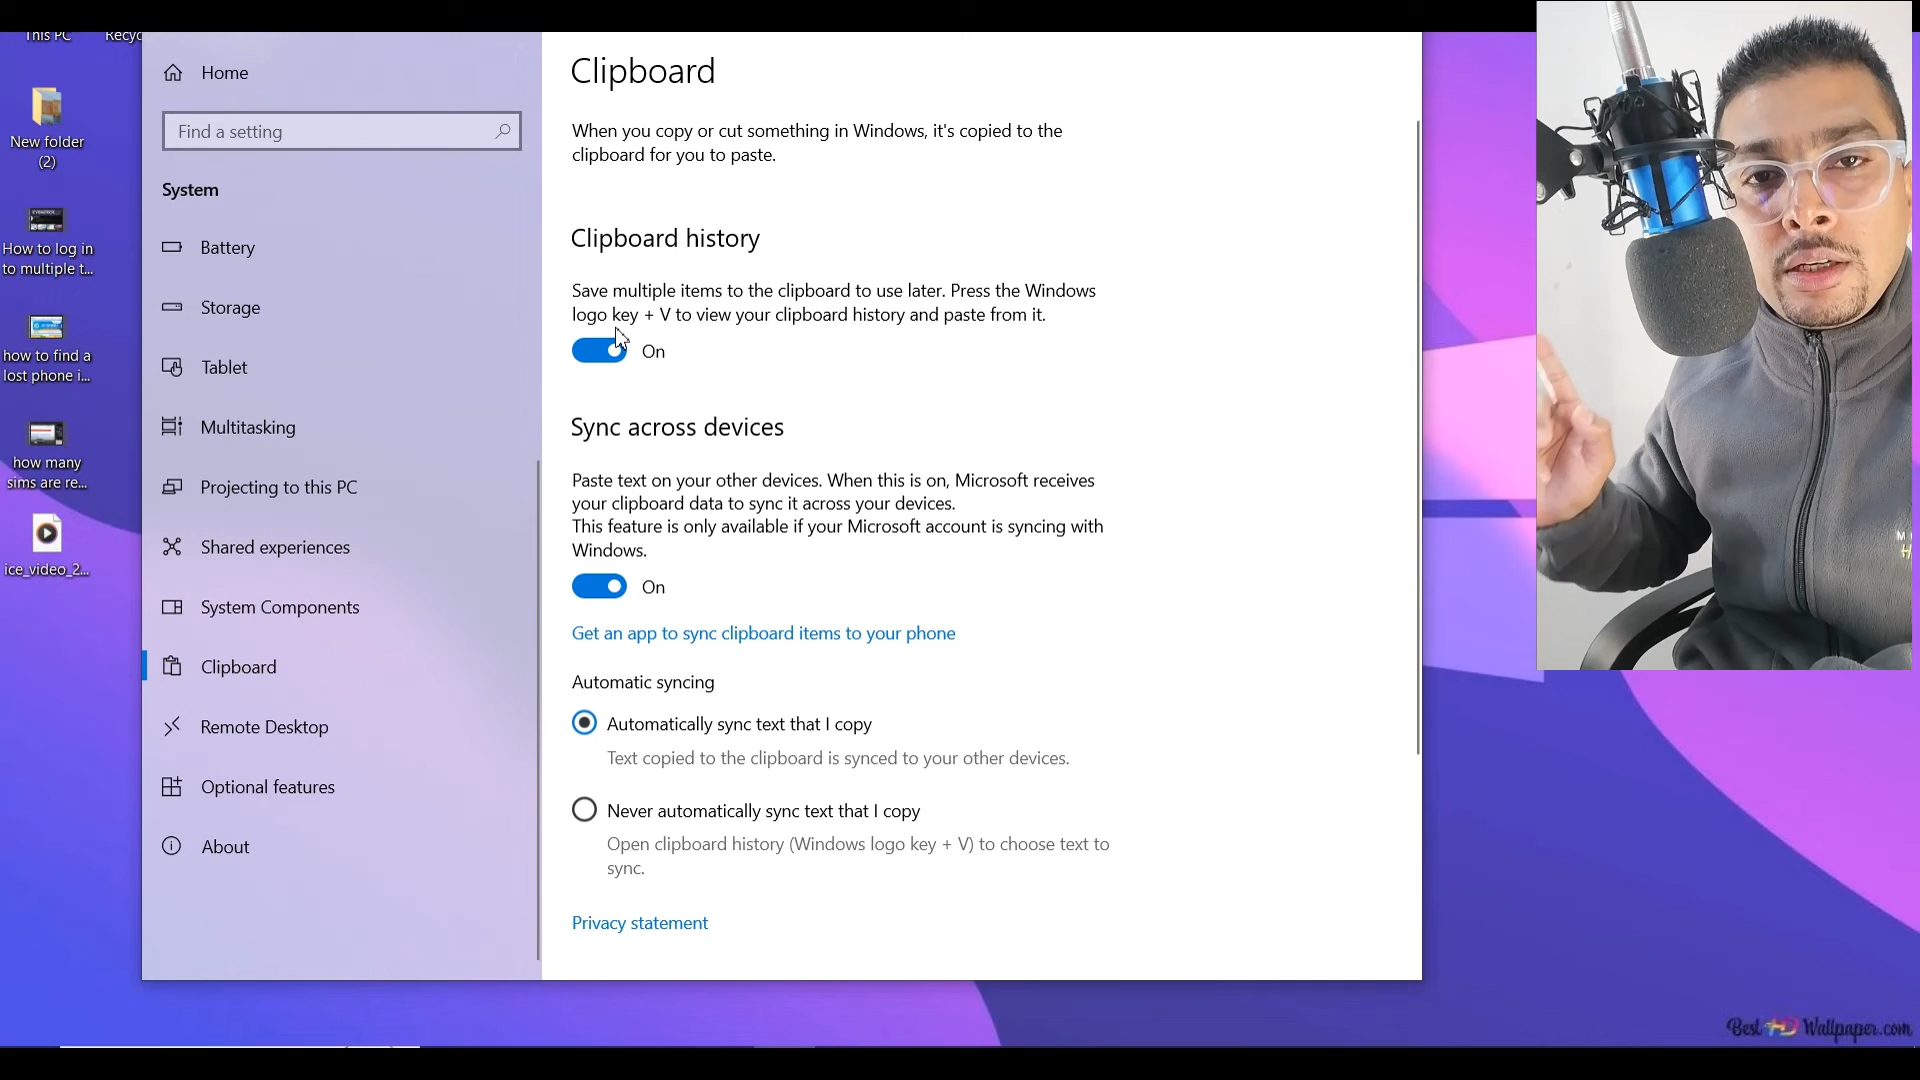 This PC
Recyc
New folder
(2)
How to log in
to multiple t...
how to find a
lost phone i...
how many
sims are re...
ice_video_2...
Home
Find a setting
System
Battery
Storage
Tablet
Multitasking
Projecting to this PC
Shared experiences
System Components
Clipboard
Remote Desktop
Optional features
About
Clipboard
When you copy or cut something in Windows, it's copied to the
clipboard for you to paste.
Clipboard history
Save multiple items to the clipboard to use later. Press the Windows
logo key + V to view your clipboard history and paste from it.
On
Sync across devices
Paste text on your other devices. When this is on, Microsoft receives
your clipboard data to sync it across your devices.
This feature is only available if your Microsoft account is syncing with
Windows.
On
Get an app to sync clipboard items to your phone
Automatic syncing
Automatically sync text that I copy
Text copied to the clipboard is synced to your other devices.
Never automatically sync text that I copy
Open clipboard history (Windows logo key + V) to choose text to
sync.
Privacy statement
Best HD Wallpaper.com